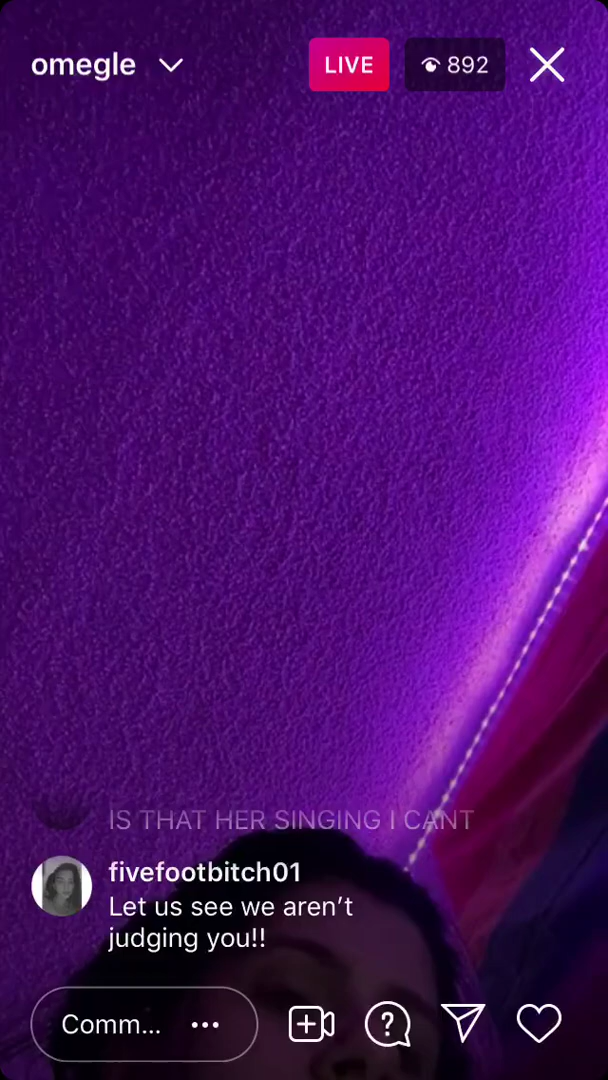 omegle
LIVE
892
IS THAT HER SINGING I CANT
fivefootbitch01
Let us see we aren’t
judging you!!
Comm...